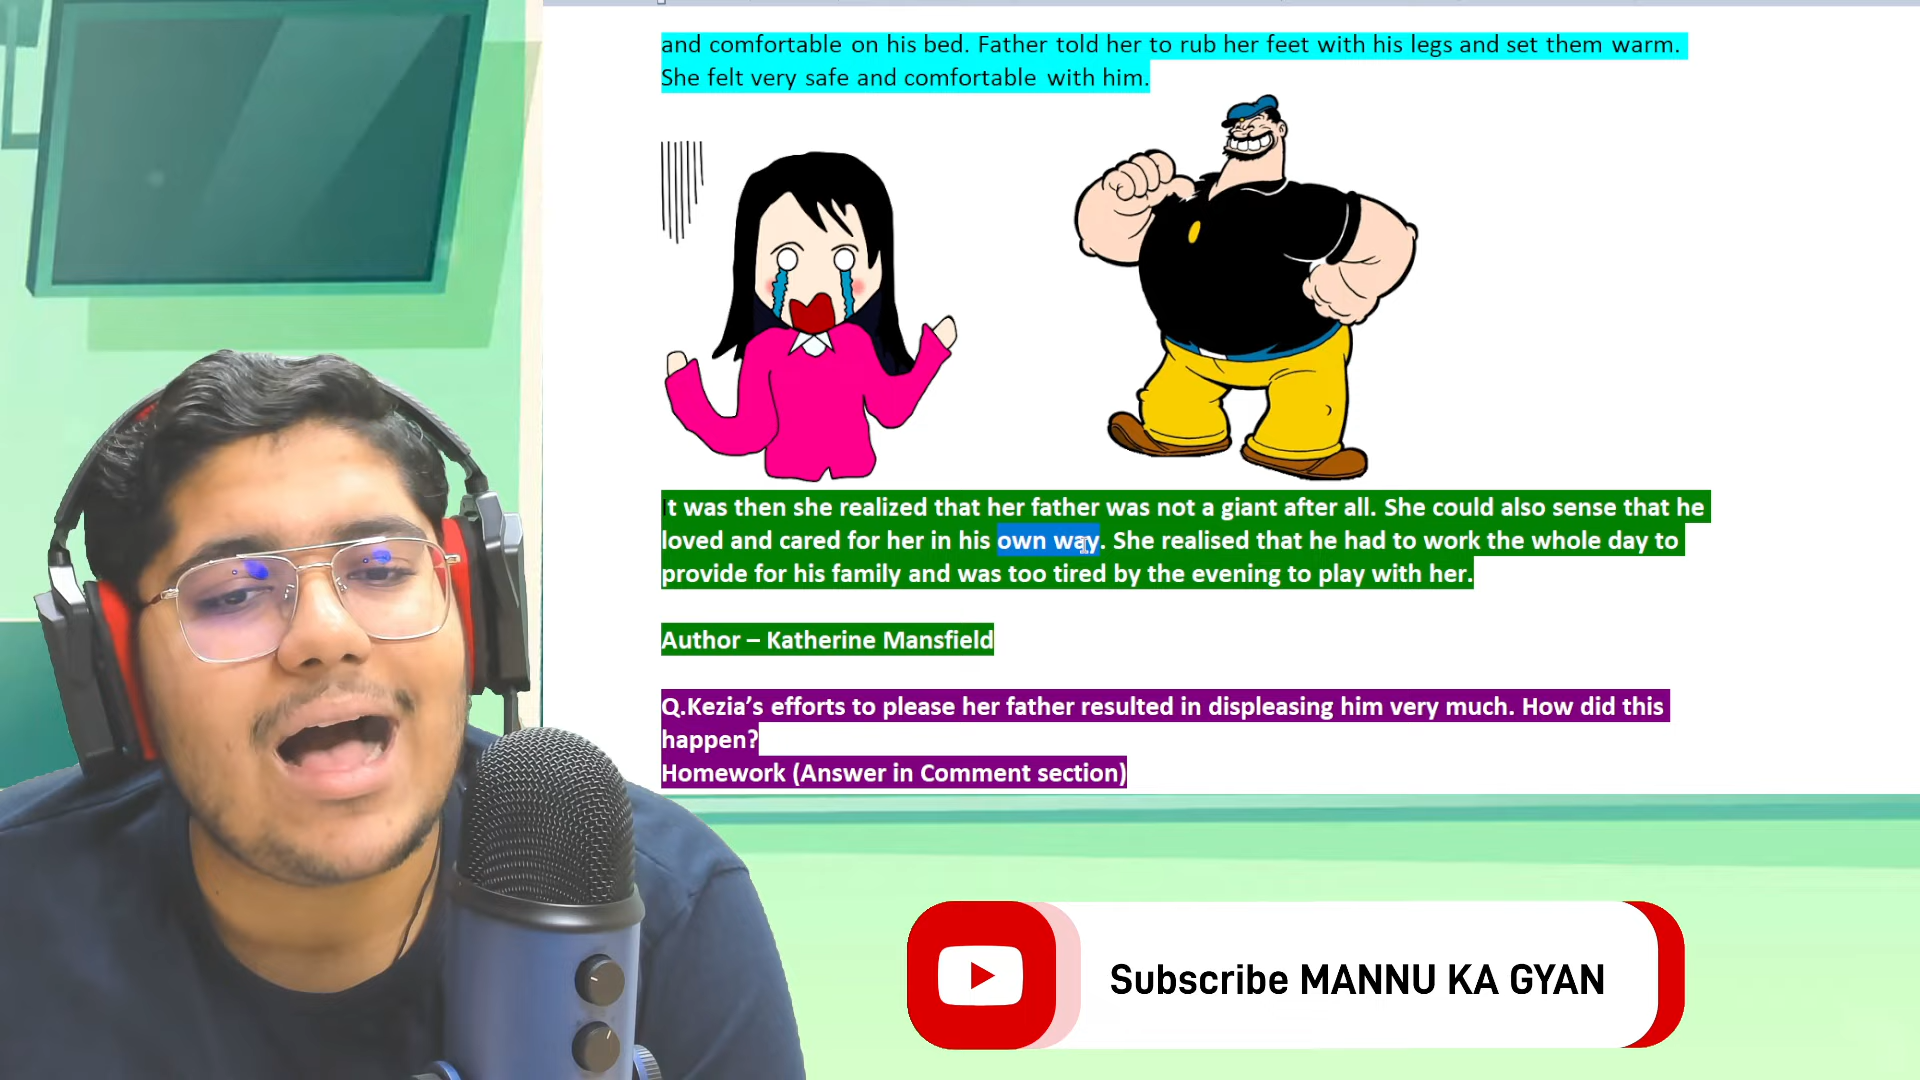 and comfortable on his bed. Father told her to rub her feet with his legs and set them warm.
She felt very safe and comfortable with him.
It was then she realized that her father was not a giant after all. She could also sense that he
loved and cared for her in his own way. She realised that he had to work the whole day to
provide for his family and was too tired by the evening to play with her.
Author – Katherine Mansfield
Q.Kezia’s efforts to please her father resulted in displeasing him very much. How did this
happen?
Homework (Answer in Comment section)
Subscribe MANNU KA GYAN